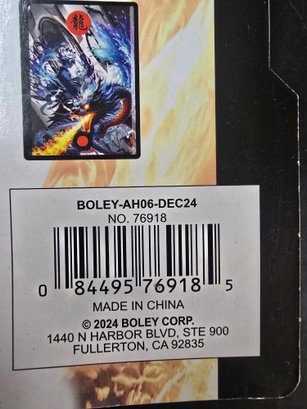 龍
BOLEY-AH06-DEC24
NO. 76918
0 84495 76918 5
MADE IN CHINA
© 2024 BOLEY CORP.
1440 N HARBOR BLVD, STE 900
FULLERTON, CA 92835